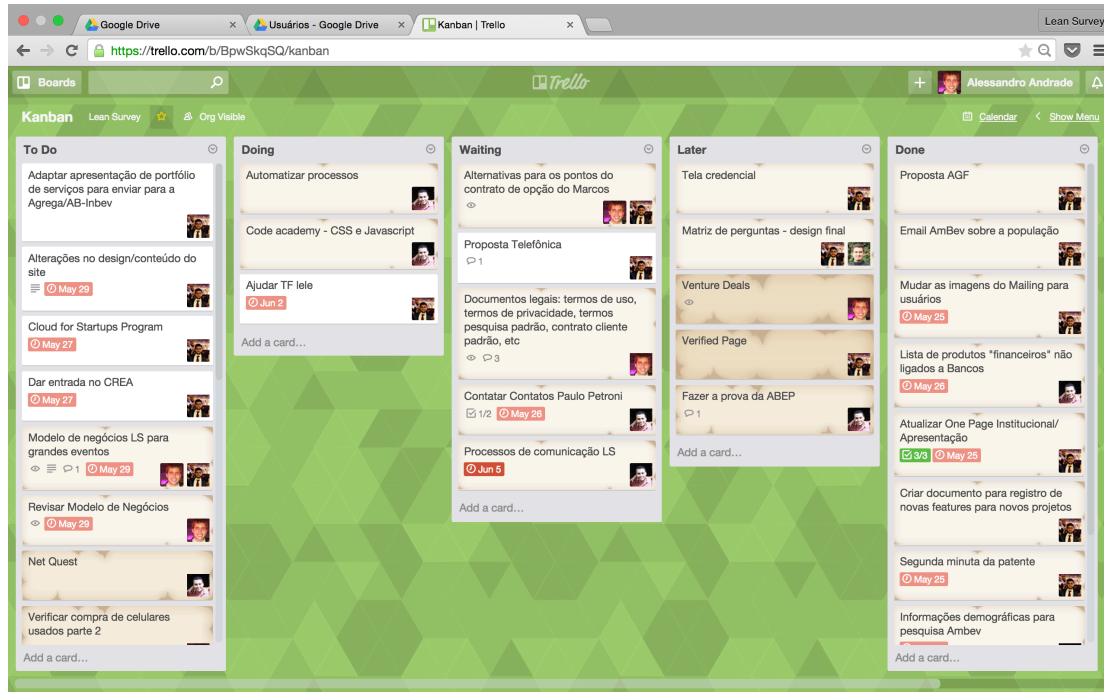 Google Drive
Usuários - Google Drive
Kanban | Trello
Lean Survey
https://trello.com/b/BpwSkqSQ/kanban
Boards
Trello
Alessandro Andrade
Kanban
Lean Survey
Org Visible
Calendar
Show Menu
To Do
Adaptar apresentação de portfólio
de serviços para enviar para a
Agrega/AB-Inbev
Alterações no design/conteúdo do
site
May 29
Cloud for Startups Program
May 27
Dar entrada no CREA
May 27
Modelo de negócios LS para
grandes eventos
1 May 29
Revisar Modelo de Negócios
May 29
Net Quest
Verificar compra de celulares
usados parte 2
Add a card…
Doing
Automatizar processos
Code academy - CSS e Javascript
Ajudar TF lele
Jun 2
Add a card…
Waiting
Alternativas para os pontos do
contrato de opção do Marcos
Proposta Telefônica
1
Documentos legais: termos de uso,
termos de privacidade, termos
pesquisa padrão, contrato cliente
padrão, etc
3
Contatar Contatos Paulo Petroni
1/2 May 26
Processos de comunicação LS
Jun 5
Add a card…
Later
Tela credencial
Matriz de perguntas - design final
Venture Deals
Verified Page
Fazer a prova da ABEP
1
Add a card…
Done
Proposta AGF
Email AmBev sobre a população
Mudar as imagens do Mailing para
usuários
May 25
Lista de produtos "financeiros" não
ligados a Bancos
May 26
Atualizar One Page Institucional/
Apresentação
3/3 May 25
Criar documento para registro de
novas features para novos projetos
Segunda minuta da patente
May 25
Informações demográficas para
pesquisa Ambev
Add a card…